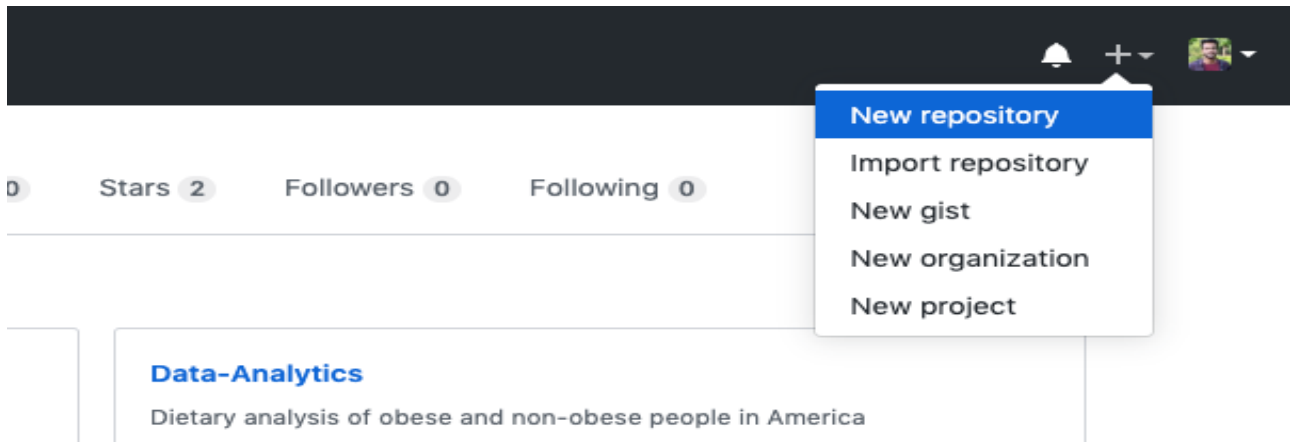 New repository
Import repository
New gist
New organization
New project
0 Stars 2 Followers 0 Following 0
Data-Analytics
Dietary analysis of obese and non-obese people in America